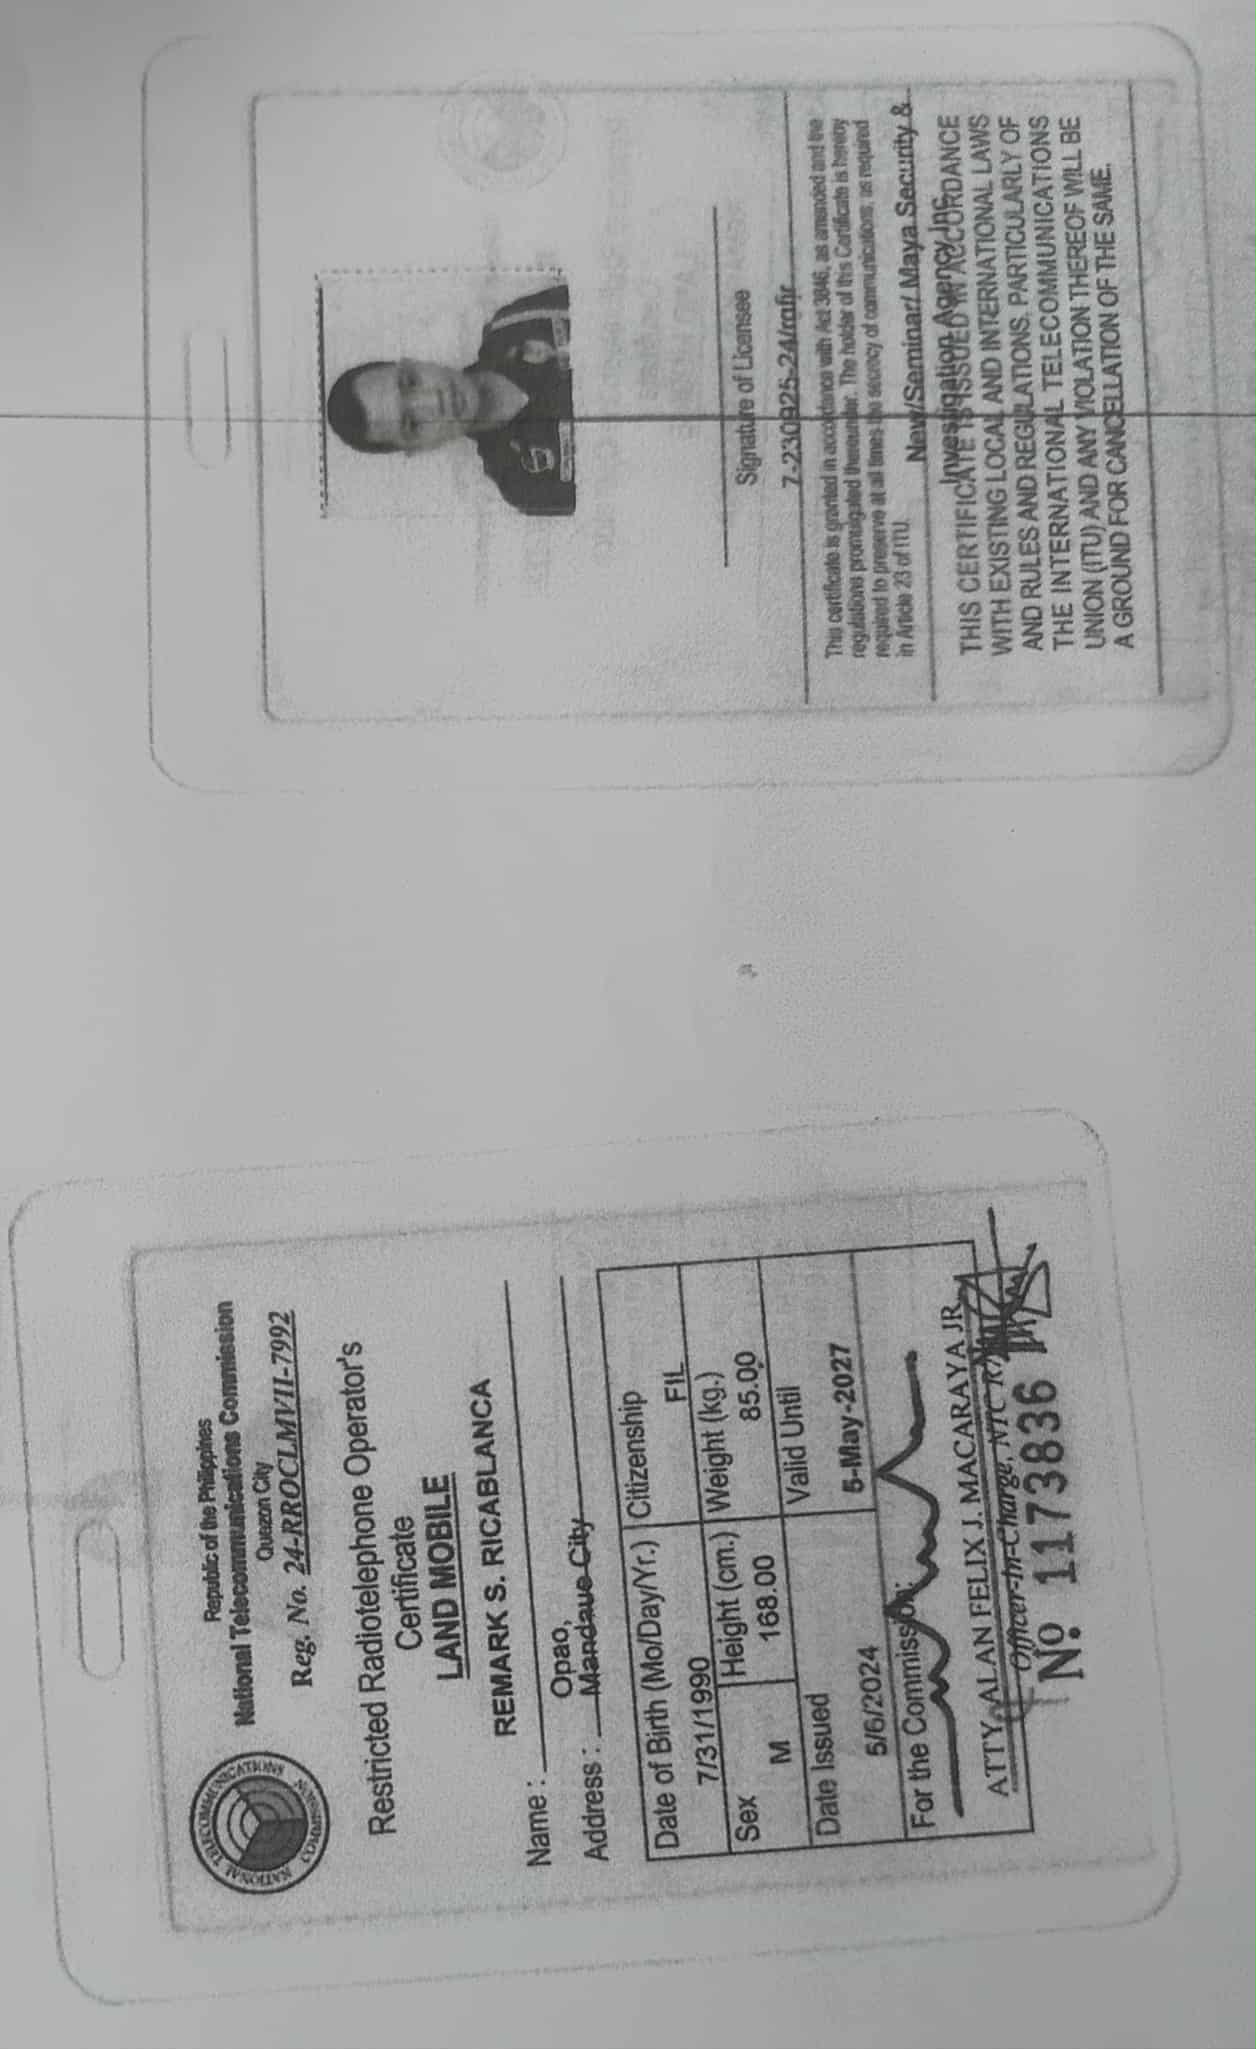 NATIONAL TELECOMMUNICATIONS COMMISSION
Republic of the Philippines
National Telecommunications Commission
Quezon City
Reg. No. 24-RROCLMVII-7992
Restricted Radiotelephone Operator's
Certificate
LAND MOBILE
REMARK S. RICABLANCA
Name :
Opao,
Address : Mandaue City
Date of Birth (Mo/Day/Yr.) Citizenship
7/31/1990 FIL
Sex Height (cm.) Weight (kg.)
M 168.00 85.00
Date Issued Valid Until
5/6/2024 5-May-2027
For the Commission:
ATTY. ALAN FELIX J. MACARAYA JR.
Officer-In-Charge, NTC
No. 1173836
Signature of Licensee
7-230925-24/rafjr
This certificate is granted in accordance with Act 3846, as amended and the
regulations promulgated thereunder. The holder of this Certificate is hereby
required to preserve at all times the secrecy of communications, as required
in Article 23 of ITU.
New/Seminar/ Maya Security &
Investigation Agency Inc.
THIS CERTIFICATE IS ISSUED IN ACCORDANCE
WITH EXISTING LOCAL AND INTERNATIONAL LAWS
AND RULES AND REGULATIONS, PARTICULARLY OF
THE INTERNATIONAL TELECOMMUNICATIONS
UNION (ITU) AND ANY VIOLATION THEREOF WILL BE
A GROUND FOR CANCELLATION OF THE SAME.